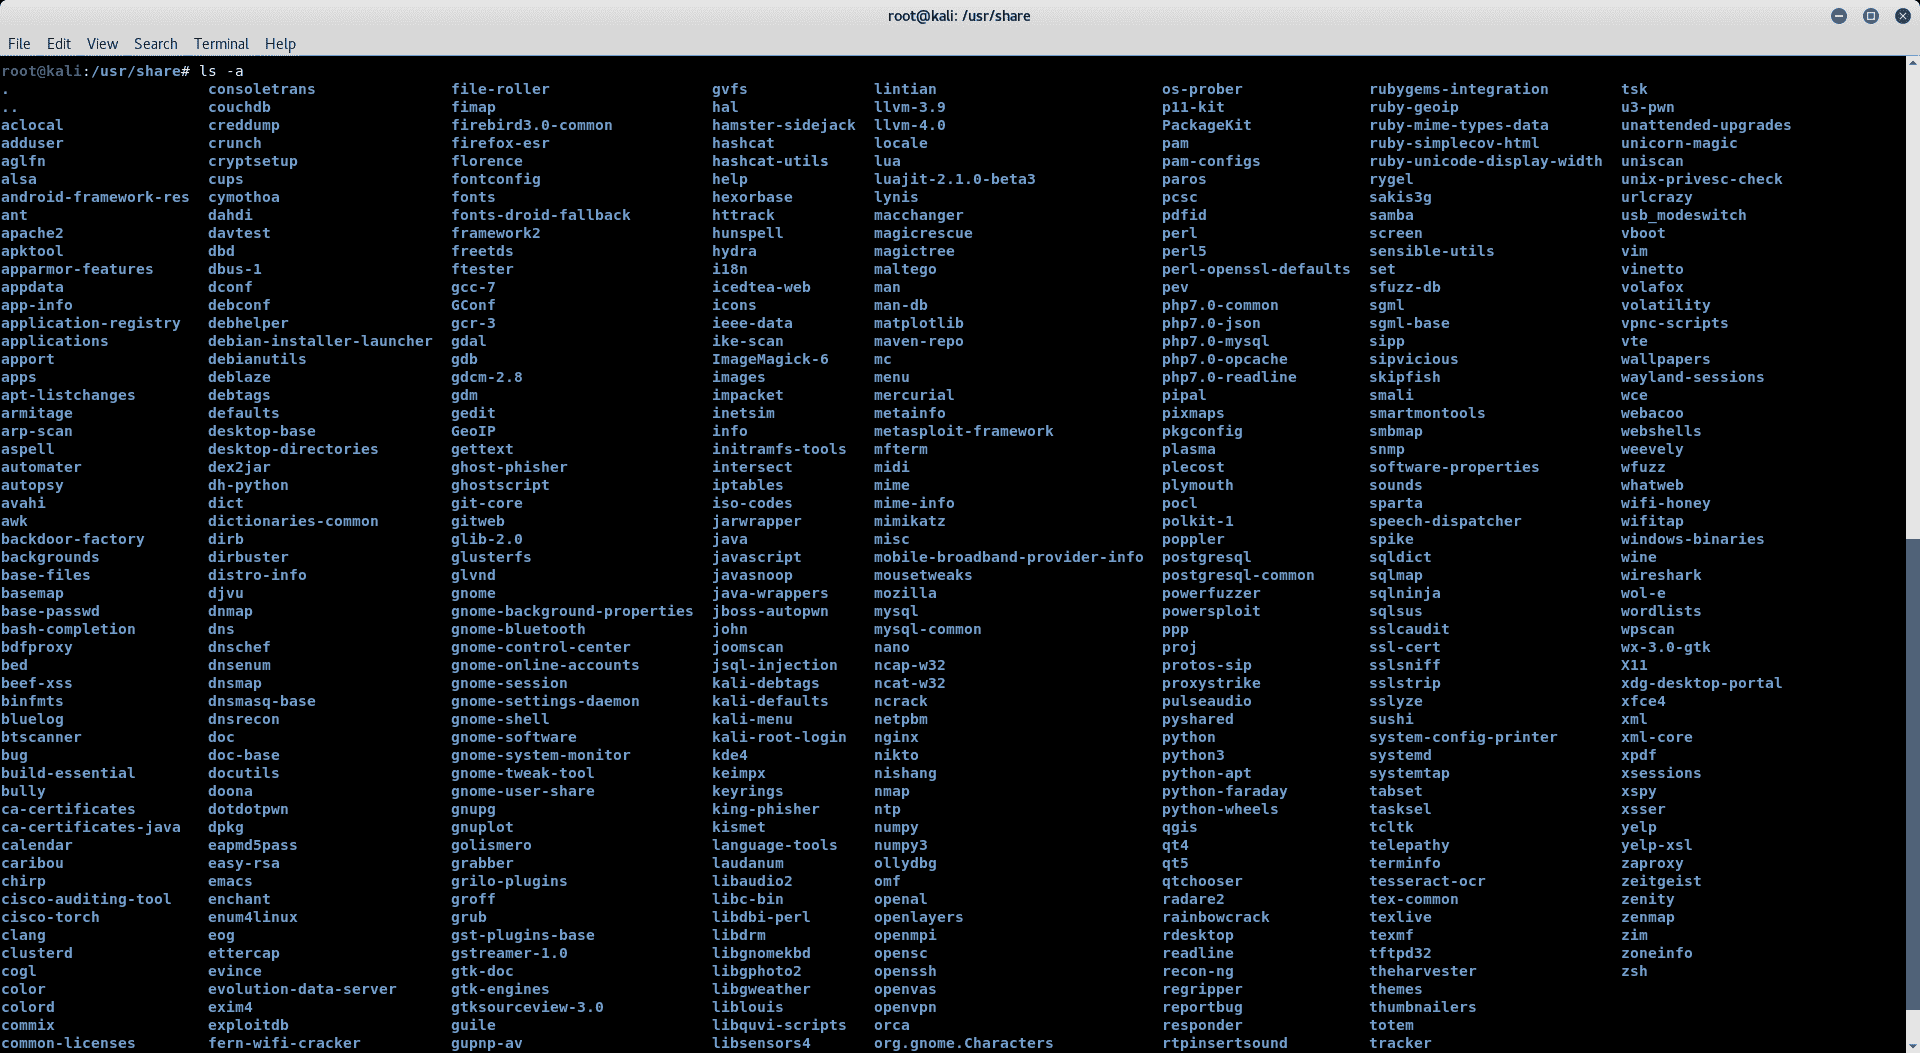 root@kali: /usr/share
File Edit View Search Terminal Help
root@kali:/usr/share# ls -a
. consoletrans file-roller gvfs lintian os-prober rubygems-integration tsk
.. couchdb fimap hal llvm-3.9 p11-kit ruby-geoip u3-pwn
aclocal creddump firebird3.0-common hamster-sidejack llvm-4.0 PackageKit ruby-mime-types-data unattended-upgrades
adduser crunch firefox-esr hashcat locale pam ruby-simplecov-html unicorn-magic
aglfn cryptsetup florence hashcat-utils lua pam-configs ruby-unicode-display-width uniscan
alsa cups fontconfig help luajit-2.1.0-beta3 paros rygel unix-privesc-check
android-framework-res cymothoa fonts hexorbase lynis pcsc sakis3g urlcrazy
ant dahdi fonts-droid-fallback httrack macchanger pdfid samba usb_modeswitch
apache2 davtest framework2 hunspell magicrescue perl screen vboot
apktool dbd freetds hydra magictree perl5 sensible-utils vim
apparmor-features dbus-1 ftester i18n maltego perl-openssl-defaults set vinetto
appdata dconf gcc-7 icedtea-web man pev sfuzz-db volafox
app-info debconf GConf icons man-db php7.0-common sgml volatility
application-registry debhelper gcr-3 ieee-data matplotlib php7.0-json sgml-base vpnc-scripts
applications debian-installer-launcher gdal ike-scan maven-repo php7.0-mysql sipp vte
apport debianutils gdb ImageMagick-6 mc php7.0-opcache sipvicious wallpapers
apps deblaze gdcm-2.8 images menu php7.0-readline skipfish wayland-sessions
apt-listchanges debtags gdm impacket mercurial pipal smali wce
armitage defaults gedit inetsim metainfo pixmaps smartmontools webacoo
arp-scan desktop-base GeoIP info metasploit-framework pkgconfig smbmap webshells
aspell desktop-directories gettext initramfs-tools mfterm plasma snmp weevely
automater dex2jar ghost-phisher intersect midi plecost software-properties wfuzz
autopsy dh-python ghostscript iptables mime plymouth sounds whatweb
avahi dict git-core iso-codes mime-info pocl sparta wifi-honey
awk dictionaries-common gitweb jarwrapper mimikatz polkit-1 speech-dispatcher wifitap
backdoor-factory dirb glib-2.0 java misc poppler spike windows-binaries
backgrounds dirbuster glusterfs javascript mobile-broadband-provider-info postgresql sqldict wine
base-files distro-info glvnd javasnoop mousetweaks postgresql-common sqlmap wireshark
basemap djvu gnome java-wrappers mozilla powerfuzzer sqlninja wol-e
base-passwd dnmap gnome-background-properties jboss-autopwn mysql powersploit sqlsus wordlists
bash-completion dns gnome-bluetooth john mysql-common ppp sslcaudit wpscan
bdfproxy dnschef gnome-control-center joomscan nano proj ssl-cert wx-3.0-gtk
bed dnsenum gnome-online-accounts jsql-injection ncap-w32 protos-sip sslsniff X11
beef-xss dnsmap gnome-session kali-debtags ncat-w32 proxystrike sslstrip xdg-desktop-portal
binfmts dnsmasq-base gnome-settings-daemon kali-defaults ncrack pulseaudio sslyze xfce4
bluelog dnsrecon gnome-shell kali-menu netpbm pyshared sushi xml
btscanner doc gnome-software kali-root-login nginx python system-config-printer xml-core
bug doc-base gnome-system-monitor kde4 nikto python3 systemd xpdf
build-essential docutils gnome-tweak-tool keimpx nishang python-apt systemtap xsessions
bully doona gnome-user-share keyrings nmap python-faraday tabset xspy
ca-certificates dotdotpwn gnupg king-phisher ntp python-wheels tasksel xsser
ca-certificates-java dpkg gnuplot kismet numpy qgis tcltk yelp
calendar eapmd5pass golismero language-tools numpy3 qt4 telepathy yelp-xsl
caribou easy-rsa grabber laudanum ollydbg qt5 terminfo zaproxy
chirp emacs grilo-plugins libaudio2 omf qtchooser tesseract-ocr zeitgeist
cisco-auditing-tool enchant groff libc-bin openal radare2 tex-common zenity
cisco-torch enum4linux grub libdbi-perl openlayers rainbowcrack texlive zenmap
clang eog gst-plugins-base libdrm openmpi rdesktop texmf zim
clusterd ettercap gstreamer-1.0 libgnomekbd opensc readline tftpd32 zoneinfo
cogl evince gtk-doc libgphoto2 openssh recon-ng theharvester zsh
color evolution-data-server gtk-engines libgweather openvas regripper themes
colord exim4 gtksourceview-3.0 liblouis openvpn reportbug thumbnailers
commix exploitdb guile libquvi-scripts orca responder totem
common-licenses fern-wifi-cracker gupnp-av libsensors4 org.gnome.Characters rtpinsertsound tracker